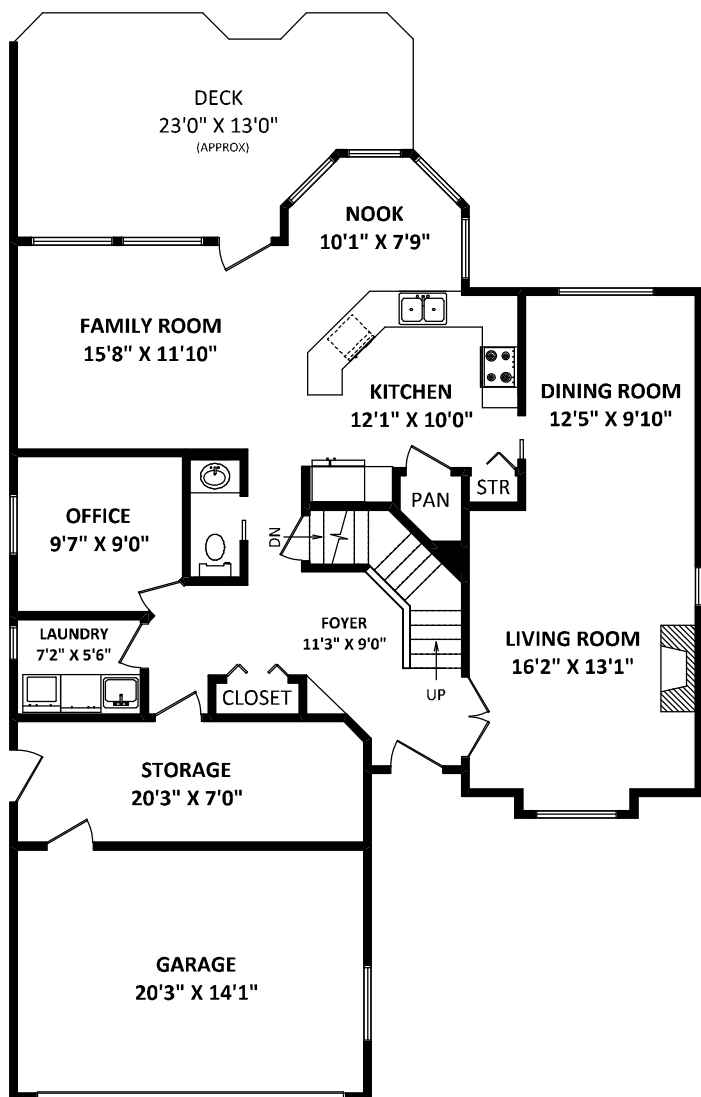 DECK
23'0" X 13'0"
(APPROX)
NOOK
10'1" X 7'9"
FAMILY ROOM
15'8" X 11'10"
KITCHEN
12'1" X 10'0"
DINING ROOM
12'5" X 9'10"
STR
PAN
OFFICE
9'7" X 9'0"
DN
FOYER
11'3" X 9'0"
LAUNDRY
7'2" X 5'6"
LIVING ROOM
16'2" X 13'1"
CLOSET
UP
STORAGE
20'3" X 7'0"
GARAGE
20'3" X 14'1"